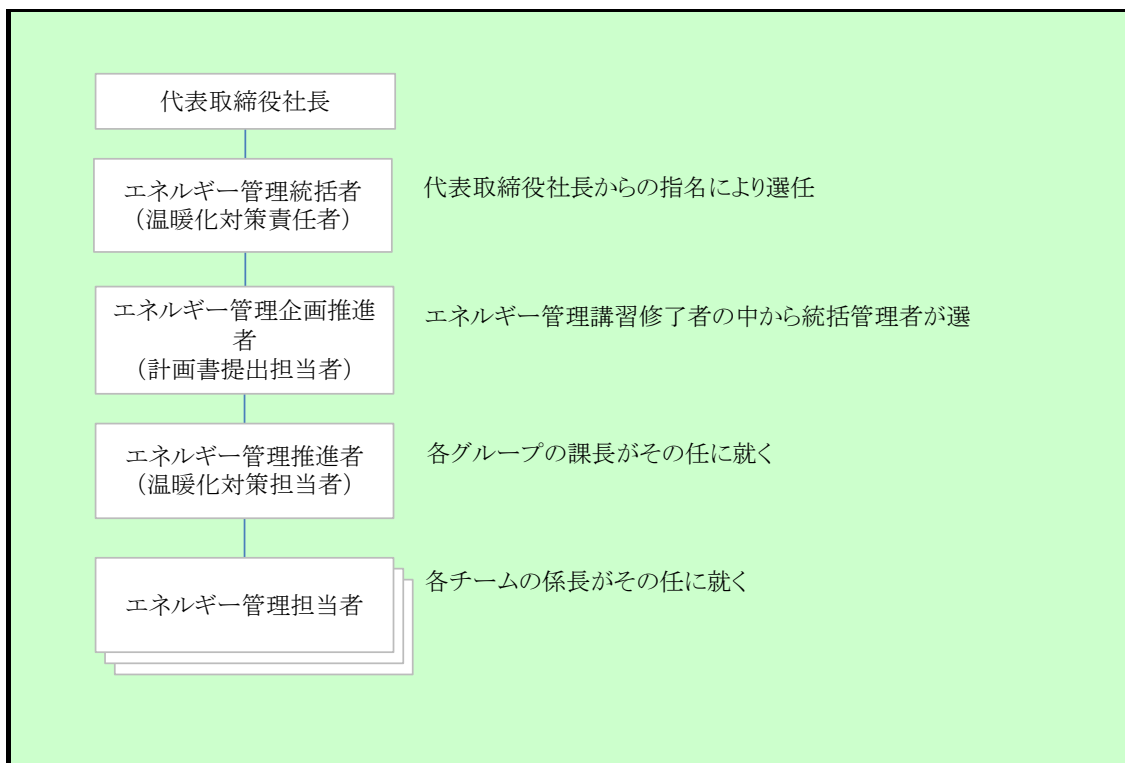 代表取締役社長
エネルギー管理統括者
（温暖化対策責任者）
代表取締役社長からの指名により選任
エネルギー管理企画推進
者
（計画書提出担当者）
エネルギー管理講習修了者の中から統括管理者が選
エネルギー管理推進者
（温暖化対策担当者）
各グループの課長がその任に就く
エネルギー管理担当者
各チームの係長がその任に就く